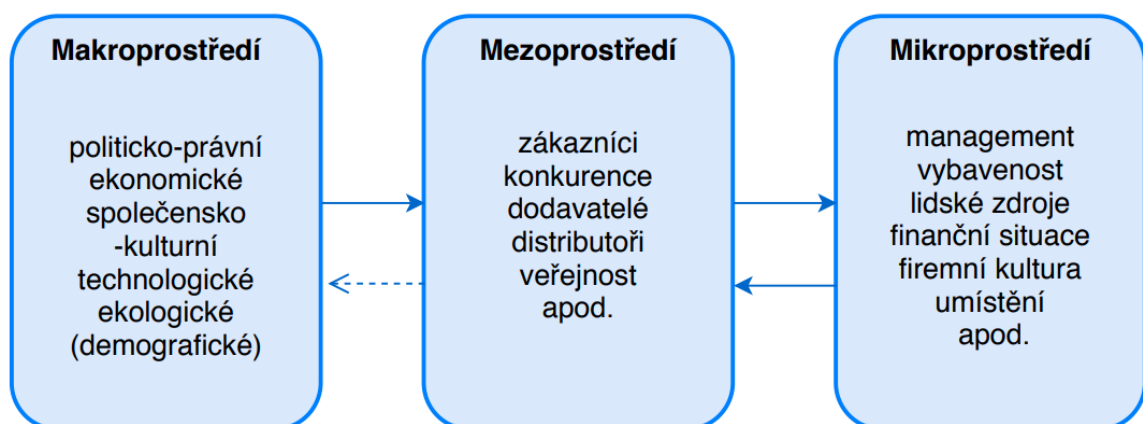 Makroprostředí
politicko-právní
ekonomické
společensko
-kulturní
technologické
ekologické
(demografické)
Mezoprostředí
zákazníci
konkurence
dodavatelé
distributoři
veřejnost
apod.
Mikroprostředí
management
vybavenost
lidské zdroje
finanční situace
firemní kultura
umístění
apod.